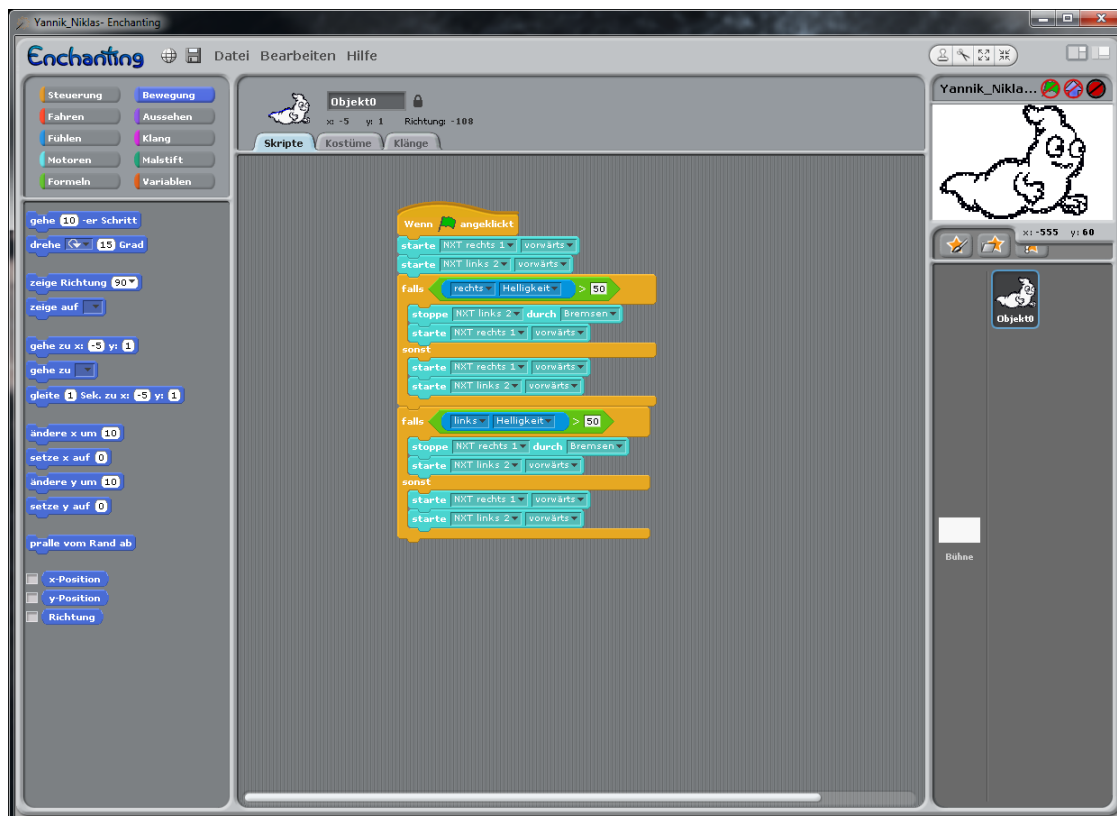 Yannik_Niklas- Enchanting
Enchanting Datei Bearbeiten Hilfe
Steuerung Bewegung
Fahren Aussehen
Fühlen Klang
Motoren Malstift
Formeln Variablen
gehe 10 -er Schritt
drehe 15 Grad
zeige Richtung 90
zeige auf
gehe zu x: -5 y: 1
gehe zu
gleite 1 Sek. zu x: -5 y: 1
ändere x um 10
setze x auf 0
ändere y um 10
setze y auf 0
pralle vom Rand ab
x-Position
y-Position
Richtung
Objekt0
x: -5 y: 1 Richtung: -108
Skripte Kostüme Klänge
Wenn angeklickt
starte NXT rechts 1 vorwärts
starte NXT links 2 vorwärts
falls rechts Helligkeit > 50
stoppe NXT links 2 durch Bremsen
starte NXT rechts 1 vorwärts
sonst
starte NXT rechts 1 vorwärts
starte NXT links 2 vorwärts
falls links Helligkeit > 50
stoppe NXT rechts 1 durch Bremsen
starte NXT links 2 vorwärts
sonst
starte NXT rechts 1 vorwärts
starte NXT links 2 vorwärts
Yannik_Nikla...
x: -555 y: 60
Objekt0
Bühne